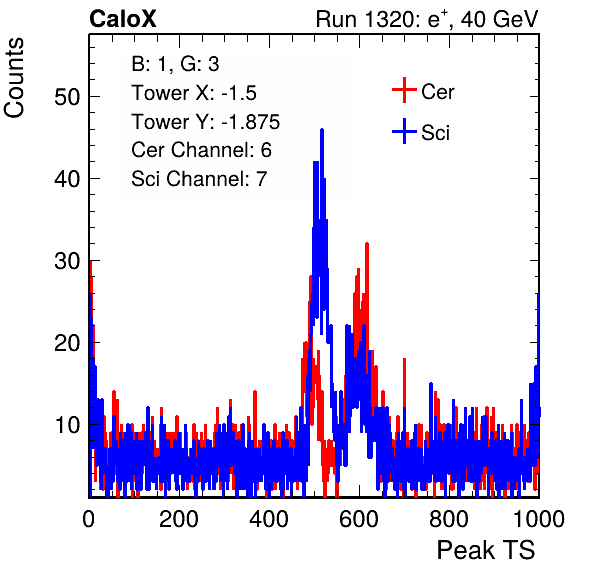 CaloX
Run 1320: e+, 40 GeV
Counts
B: 1, G: 3
Tower X: -1.5
Tower Y: -1.875
Cer Channel: 6
Sci Channel: 7
Cer
Sci
50
40
30
20
10
0 200 400 600 800 1000
Peak TS